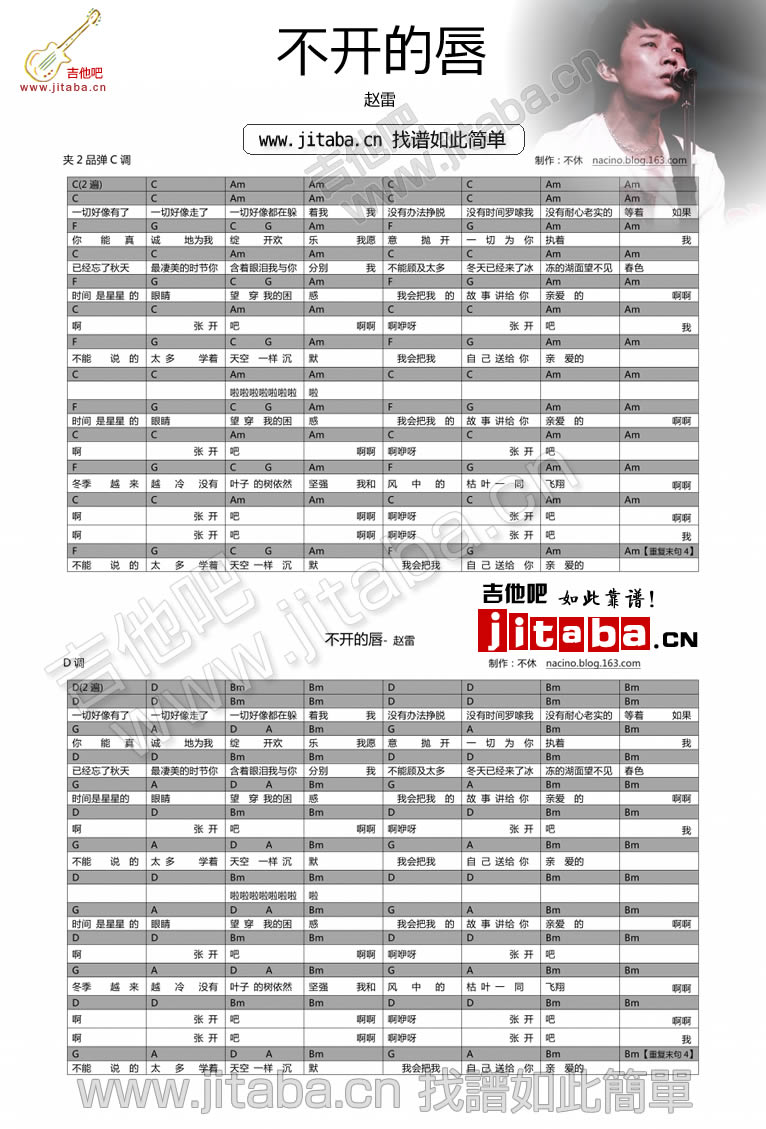 不开的唇
吉他吧
www.jitaba.cn
赵雷
www.jitaba.cn 找谱如此简单
夹2品弹C调
制作：不休 nacino.blog.163.com
C(2遍) C Am Am C C Am Am
C C Am Am C C Am Am
一切好像有了 一切好像走了 一切好像都在躲 着我 我 没有办法挣脱 没有时间罗嗦我 没有耐心老实的 等着 如果
F G C G Am F G Am Am
你 能 真 诚 地为我 绽 开欢 乐 我愿 意 抛 开 一 切 为 你 执着 我
C C Am Am C C Am Am
已经忘了秋天 最凄美的时节你 含着眼泪我与你 分别 我 不能顾及太多 冬天已经来了冰 冻的湖面望不见 春色
F G C G Am F G Am Am
时间 是星星 的 眼睛 望 穿 我的困 惑 我会把我 的 故 事 讲给 你 亲爱 的 啊啊
C C Am Am C C Am Am
啊 张 开 吧 啊啊 啊咿呀 张 开 吧 我
F G C G Am F G Am Am
不能 说 的 太 多 学着 天空 一样 沉 默 我会把我 自 己 送给 你 亲 爱的
C C Am Am C C Am Am
啦啦啦啦啦啦啦 啦
F G C G Am F G Am Am
时间 是星星 的 眼睛 望 穿 我的困 惑 我会把我 的 故 事 讲给 你 亲爱 的 啊啊
C C Am Am C C Am Am
啊 张 开 吧 啊啊 啊咿呀 张 开 吧
F G C G Am F G Am Am
冬季 越 来 越 冷 没有 叶子 的树依然 坚强 我和 风 中 的 枯 叶 一 同 飞翔 啊啊
C C Am Am C C Am Am
啊 张 开 吧 啊啊 啊咿呀 张 开 吧 啊啊
啊 张 开 吧 啊啊 啊咿呀 张 开 吧 我
F G C G Am F G Am Am【重复末句4】
不能 说 的 太 多 学着 天空 一样 沉 默 我会把我 自 己 送给 你 亲 爱的
吉他吧 如此靠谱！
jitaba.CN
不开的唇- 赵雷
D调
制作：不休 nacino.blog.163.com
D(2遍) D Bm Bm D D Bm Bm
D D Bm Bm D D Bm Bm
一切好像有了 一切好像走了 一切好像都在躲 着我 我 没有办法挣脱 没有时间罗嗦我 没有耐心老实的 等着 如果
G A D A Bm G A Bm Bm
你 能 真 诚 地为我 绽 开欢 乐 我愿 意 抛 开 一 切 为 你 执着 我
D D Bm Bm D D Bm Bm
已经忘了秋天 最凄美的时节你 含着眼泪我与你 分别 我 不能顾及太多 冬天已经来了冰 冻的湖面望不见 春色
G A D A Bm G A Bm Bm
时间是星星的 眼睛 望 穿 我的困 惑 我会把我 的 故 事 讲给 你 亲爱 的 啊啊
D D Bm Bm D D Bm Bm
啊 张 开 吧 啊啊 啊咿呀 张 开 吧 我
G A D A Bm G A Bm Bm
不能 说 的 太 多 学着 天空 一样 沉 默 我会把我 自 己 送给 你 亲 爱的
D D Bm Bm D D Bm Bm
啦啦啦啦啦啦啦 啦
G A D A Bm G A Bm Bm
时间 是星星 的 眼睛 望 穿 我的困 惑 我会把我 的 故 事 讲给 你 亲爱 的 啊啊
D D Bm Bm D D Bm Bm
啊 张 开 吧 啊啊 啊咿呀 张 开 吧
G A D A Bm G A Bm Bm
冬季 越 来 越 冷 没有 叶子 的树依然 坚强 我和 风 中 的 枯 叶 一 同 飞翔 啊啊
D D Bm Bm D D Bm Bm
啊 张 开 吧 啊啊 啊咿呀 张 开 吧 啊啊
啊 张 开 吧 啊啊 啊咿呀 张 开 吧 我
G A D A Bm G A Bm Bm【重复末句4】
不能 说 的 太 多 学着 天空 一样 沉 默 我会把我 自 己 送给 你 亲 爱的
吉他吧
www.jitaba.cn
www.jitaba.cn 找譜如此簡單